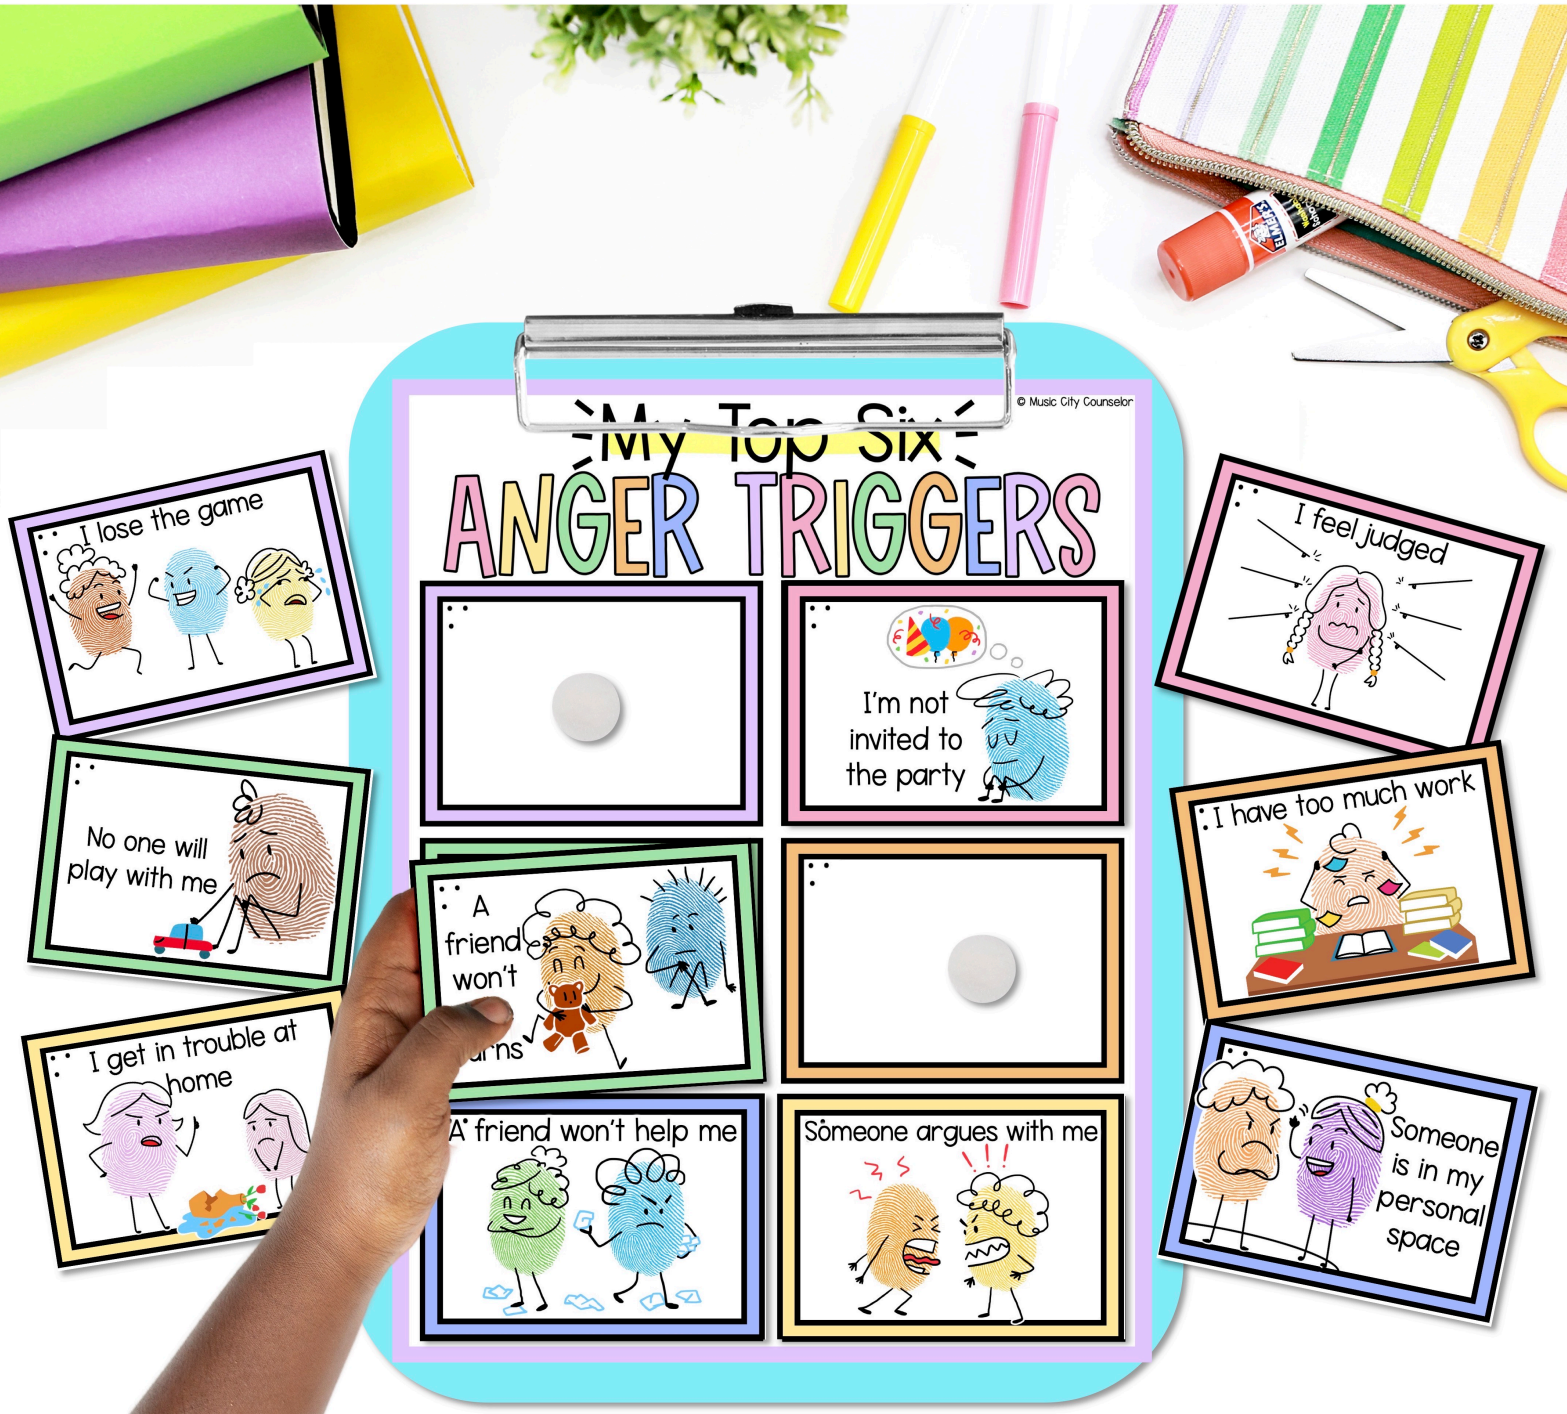 © Music City Counselor
My Top Six
ANGER TRIGGERS
I lose the game
No one will
play with me
I get in trouble at
home
I'm not
invited to
the party
A
friend
won't
A friend won't help me
Someone argues with me
I feel judged
I have too much work
Someone
is in my
personal
space
ELMER'S